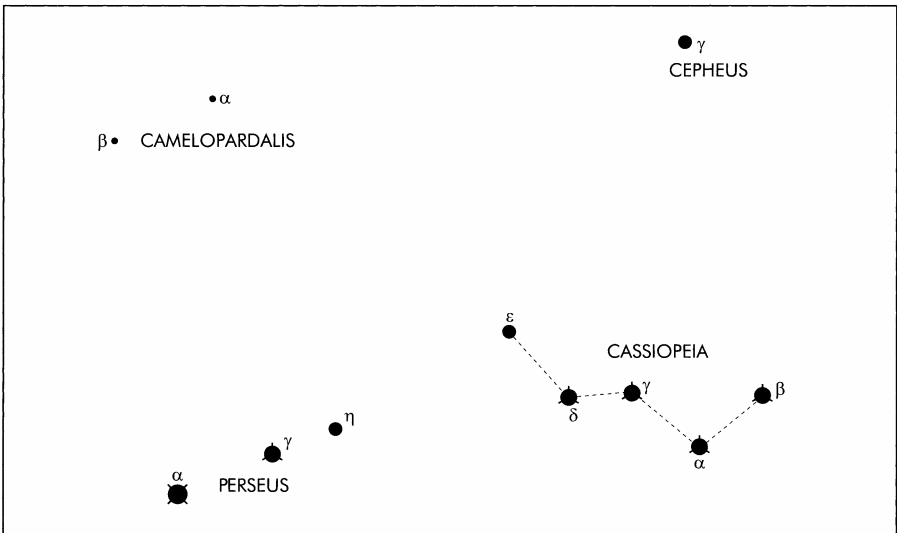 γ
CEPHEUS
α
β CAMELOPARDALIS
ε
CASSIOPEIA
γ
β
δ
α
η
γ
α
PERSEUS